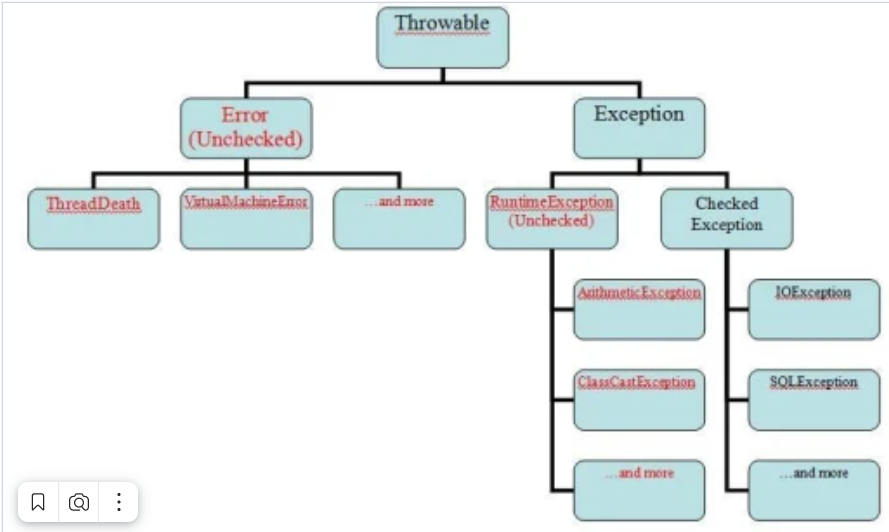 Throwable
Error
(Unchecked)
Exception
ThreadDeath
VirtualMachineError
...and more
RuntimeException
(Unchecked)
Checked
Exception
ArithmeticException
IOException
ClassCastException
SQLException
...and more
...and more